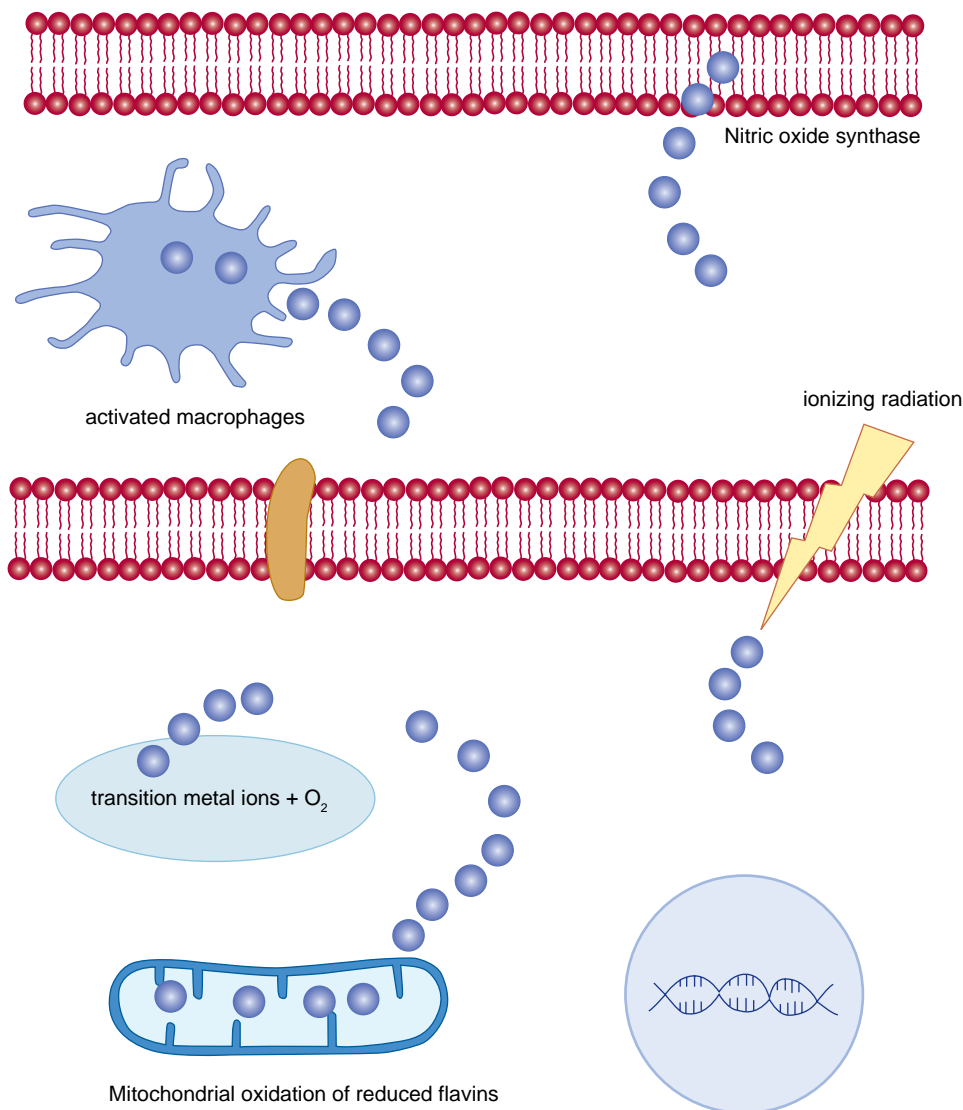 Nitric oxide synthase
activated macrophages
ionizing radiation
transition metal ions + O₂
Mitochondrial oxidation of reduced flavins